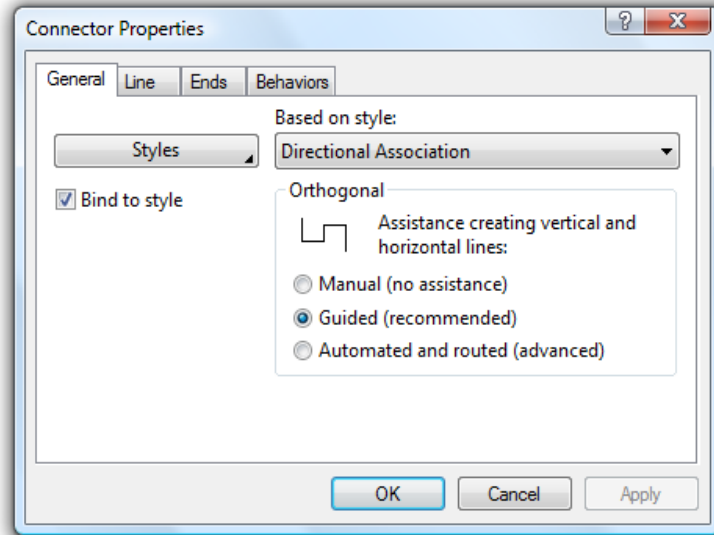 Connector Properties
?
X
General
Line
Ends
Behaviors
Based on style:
Styles
Directional Association
Bind to style
Orthogonal
Assistance creating vertical and
horizontal lines:
Manual (no assistance)
Guided (recommended)
Automated and routed (advanced)
OK
Cancel
Apply